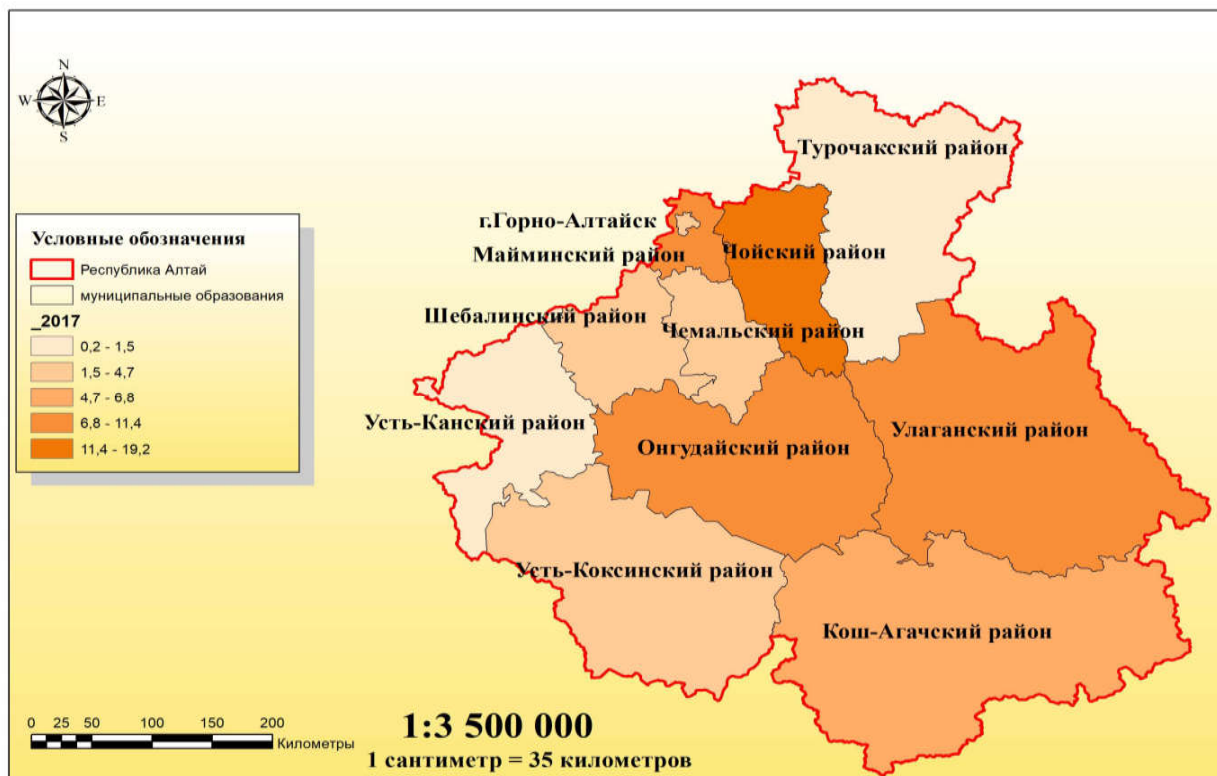 N
W E
S
Турочакский район
г.Горно-Алтайск
Майминский район
Чойский район
Шебалинский район
Чемальский район
Усть-Канский район
Онгудайский район
Улаганский район
Усть-Коксинский район
Кош-Агачский район
Условные обозначения
Республика Алтай
муниципальные образования
_2017
0,2 - 1,5
1,5 - 4,7
4,7 - 6,8
6,8 - 11,4
11,4 - 19,2
0 25 50 100 150 200
Километры
1:3 500 000
1 сантиметр = 35 километров